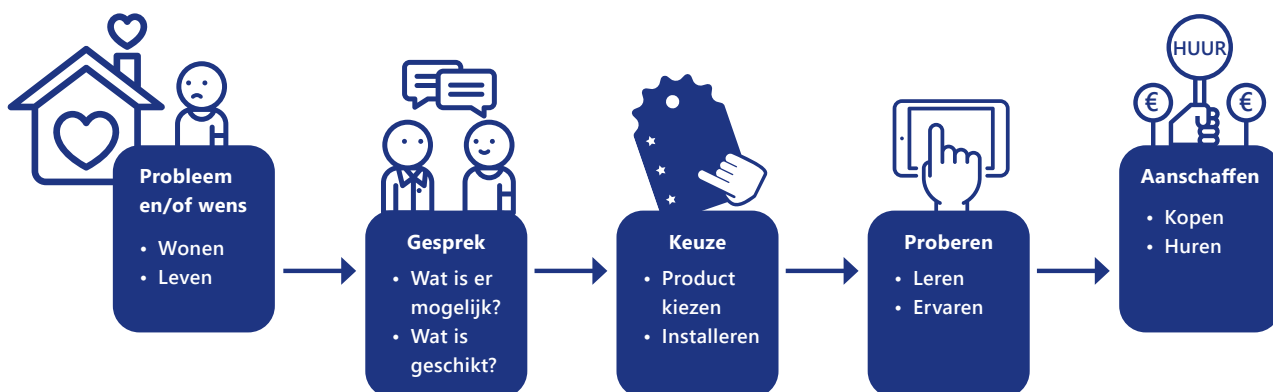 Probleem
en/of wens
• Wonen
• Leven
Gesprek
• Wat is er
mogelijk?
• Wat is
geschikt?
Keuze
• Product
kiezen
• Installeren
Proberen
• Leren
• Ervaren
HUUR
€
€
Aanschaffen
• Kopen
• Huren